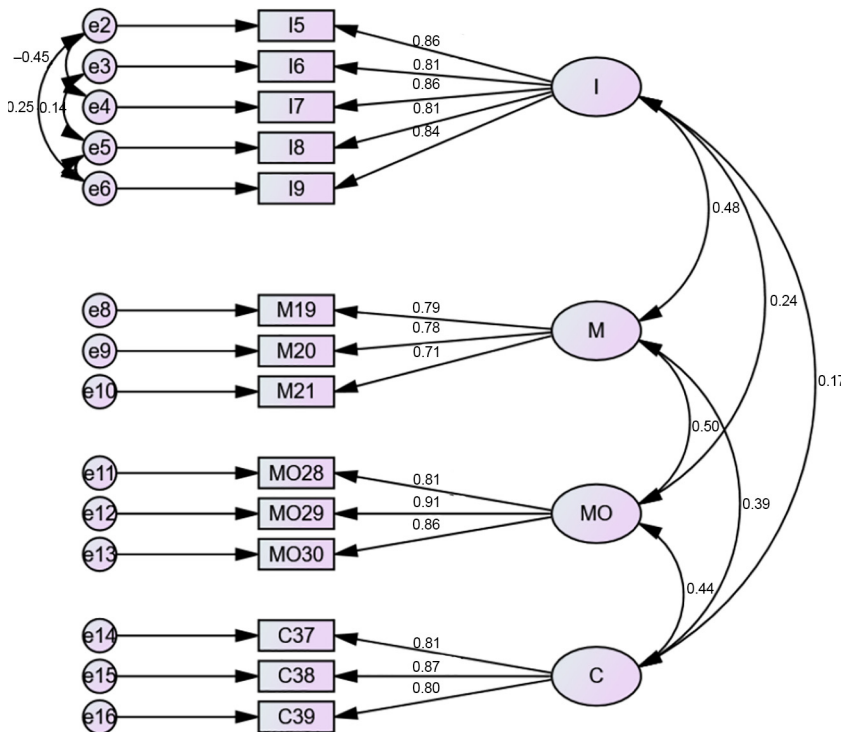 e2 I5 0.86
−0.45
e3 I6 0.81 I
0.86
0.25 0.14 e4 I7
0.81
e5 I8
0.84
e6 I9
0.48
0.24
e8 M19 0.79
0.78 M
e9 M20
0.71
0.17
e10 M21
0.50
e11 MO28 0.81
0.91
e12 MO29 MO 0.39
0.86
e13 MO30
0.44
e14 C37 0.81
0.87
e15 C38 C
0.80
e16 C39